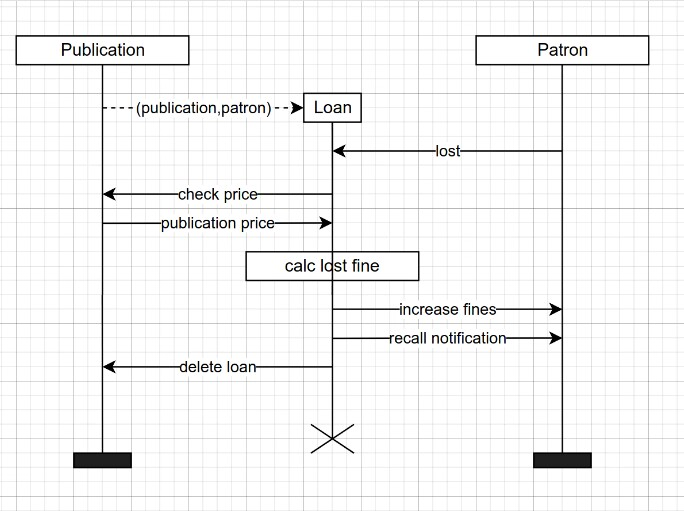 Publication
Patron
(publication,patron)
Loan
lost
check price
publication price
calc lost fine
increase fines
recall notification
delete loan